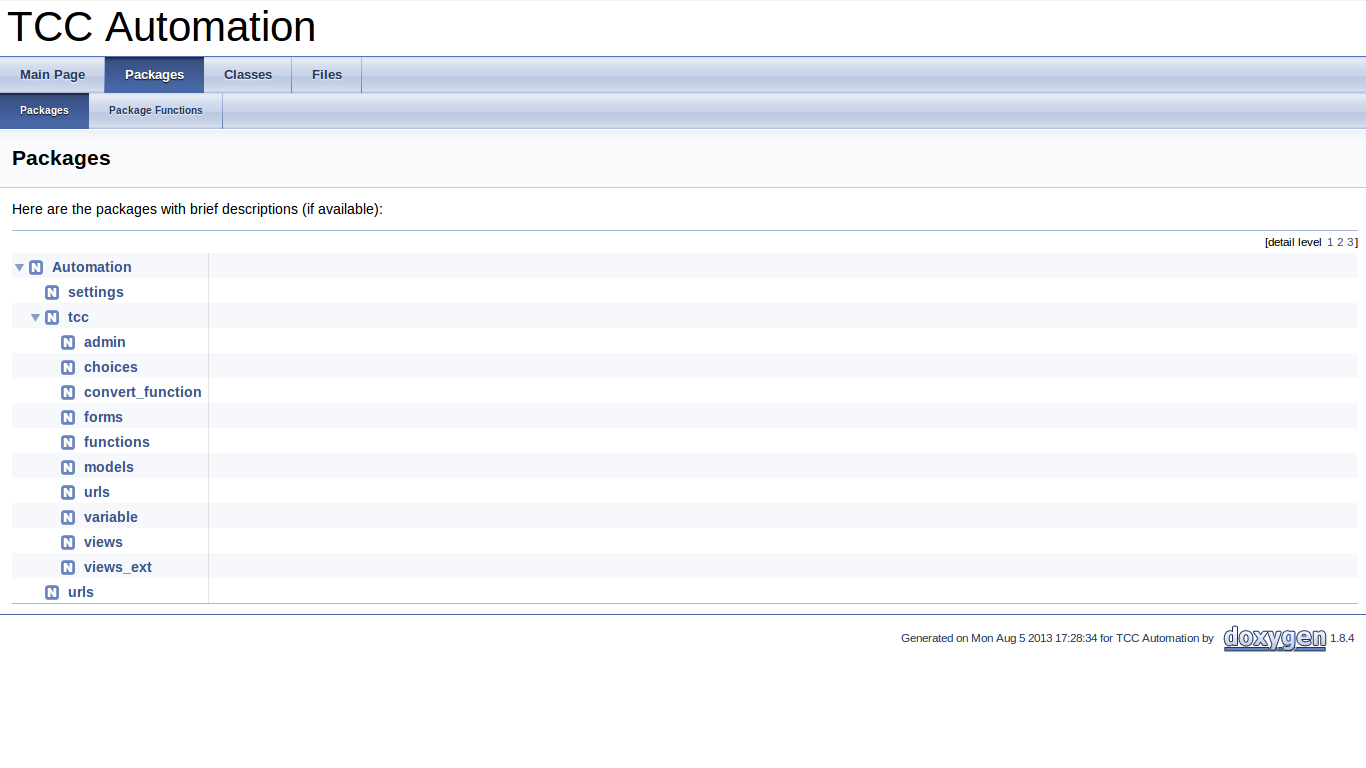 TCC Automation
Main Page Packages Classes Files
Packages Package Functions
Packages
Here are the packages with brief descriptions (if available):
[detail level 1 2 3]
N Automation
N settings
N tcc
N admin
N choices
N convert_function
N forms
N functions
N models
N urls
N variable
N views
N views_ext
N urls
Generated on Mon Aug 5 2013 17:28:34 for TCC Automation by doxygen 1.8.4